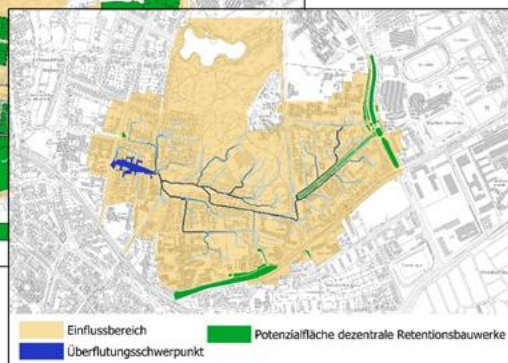 Einflussbereich
Überflutungsschwerpunkt
Potenzialfläche dezentrale Retentionsbauwerke